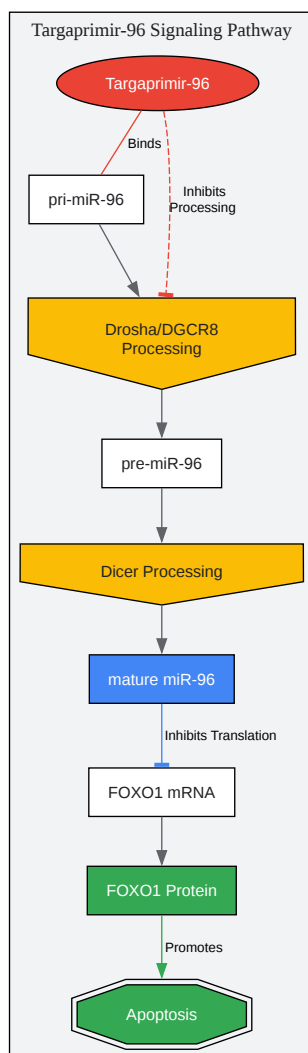 Targaprimir-96 Signaling Pathway
Targaprimir-96
Binds
pri-miR-96
Inhibits
Processing
Drosha/DGCR8
Processing
pre-miR-96
Dicer Processing
mature miR-96
Inhibits Translation
FOXO1 mRNA
FOXO1 Protein
Promotes
Apoptosis